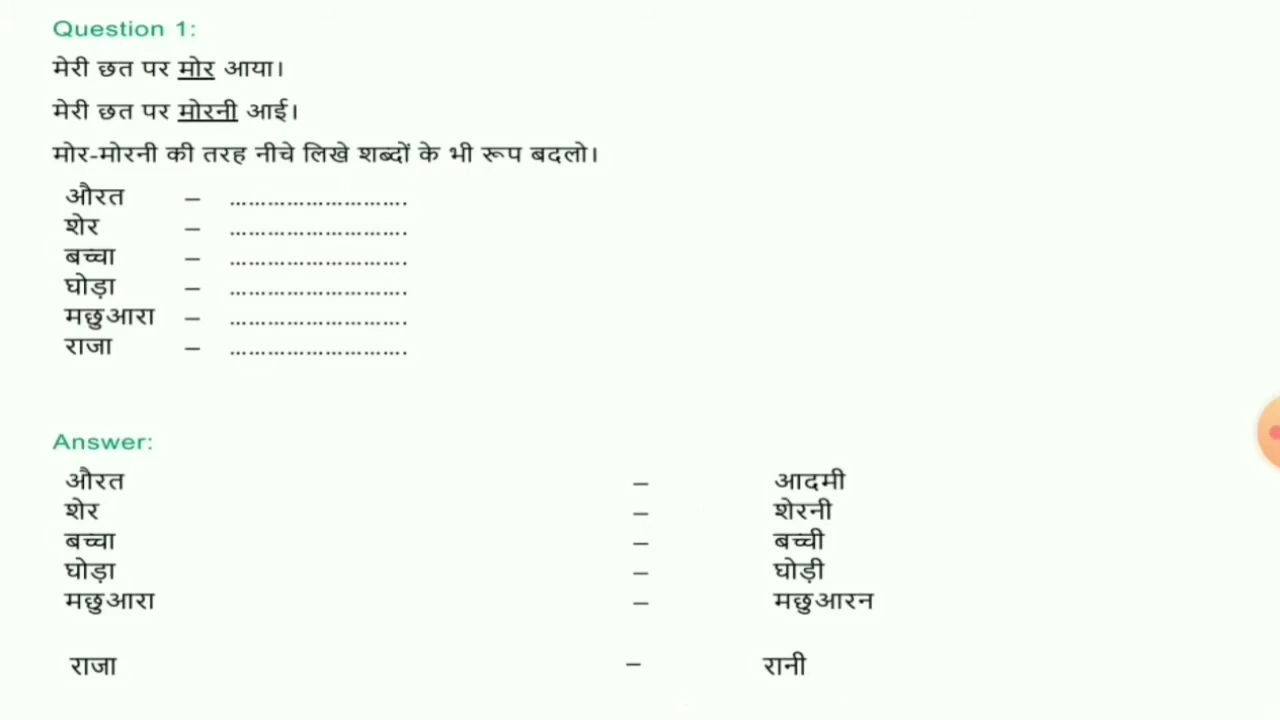 Question 1:
मेरी छत पर मोर आया।
मेरी छत पर मोरनी आई।
मोर-मोरनी की तरह नीचे लिखे शब्दों के भी रूप बदलो।
औरत – ..............................
शेर – ..............................
बच्चा – ..............................
घोड़ा – ..............................
मछुआरा – ..............................
राजा – ..............................
Answer:
औरत – आदमी
शेर – शेरनी
बच्चा – बच्ची
घोड़ा – घोड़ी
मछुआरा – मछुआरन
राजा – रानी